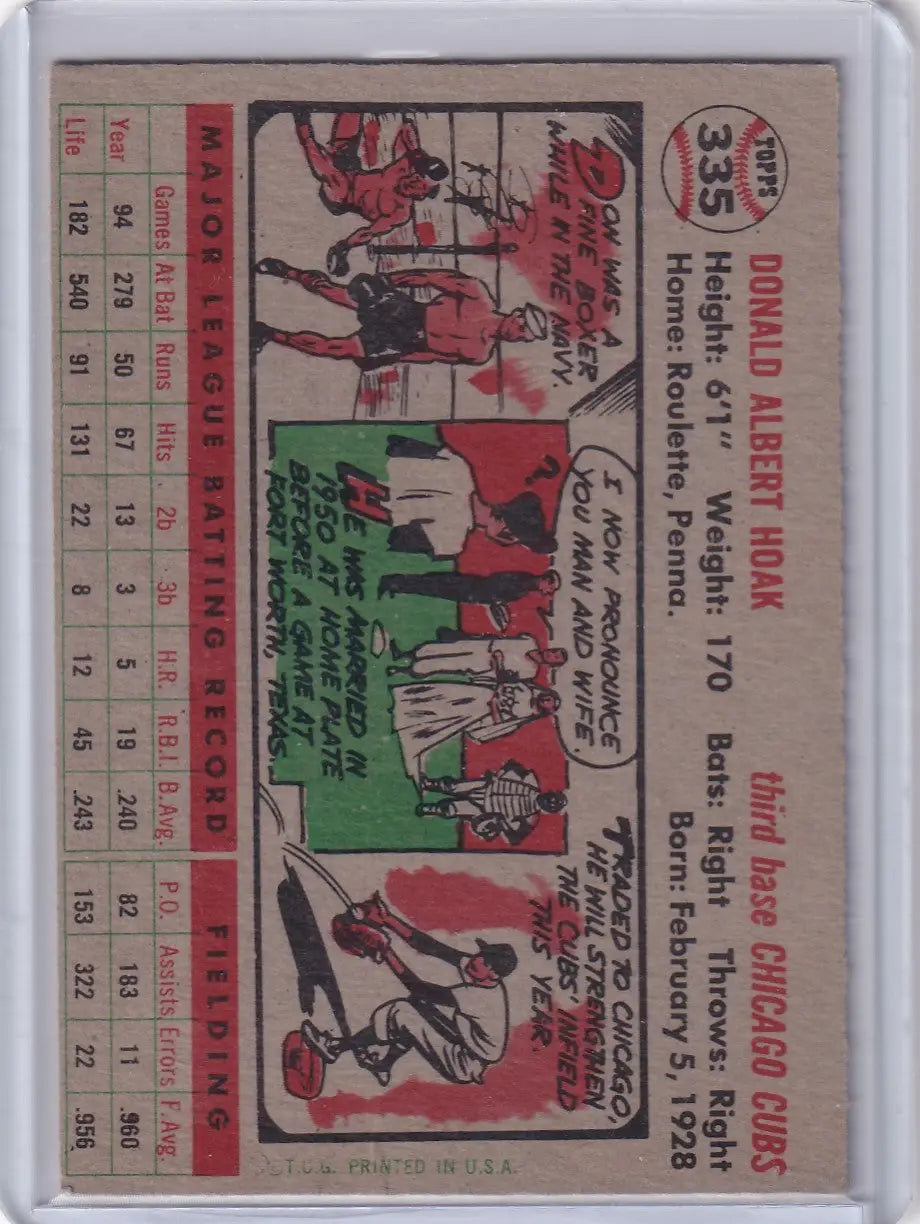 TOPPS
335
DONALD ALBERT HOAK third base CHICAGO CUBS
Height: 6'1" Weight: 170 Bats: Right Throws: Right
Home: Roulette, Penna. Born: February 5, 1928
DON WAS A
FINE BOXER
WHILE IN THE NAVY.
I NOW PRONOUNCE
YOU MAN AND WIFE.
?
HE WAS MARRIED IN
1950 AT HOME PLATE
BEFORE A GAME AT
FORT WORTH, TEXAS.
TRADED TO CHICAGO,
HE WILL STRENGTHEN
THE CUBS' INFIELD
THIS YEAR.
MAJOR LEAGUE BATTING RECORD FIELDING
Games At Bat Runs Hits 2b 3b H.R. R.B.I. B.Avg. P.O. Assists Errors F.Avg.
Year 94 279 50 67 13 3 5 19 .240 82 183 11 .960
Life 182 540 91 131 22 8 12 45 .243 153 322 22 .956
T.C.G. PRINTED IN U.S.A.